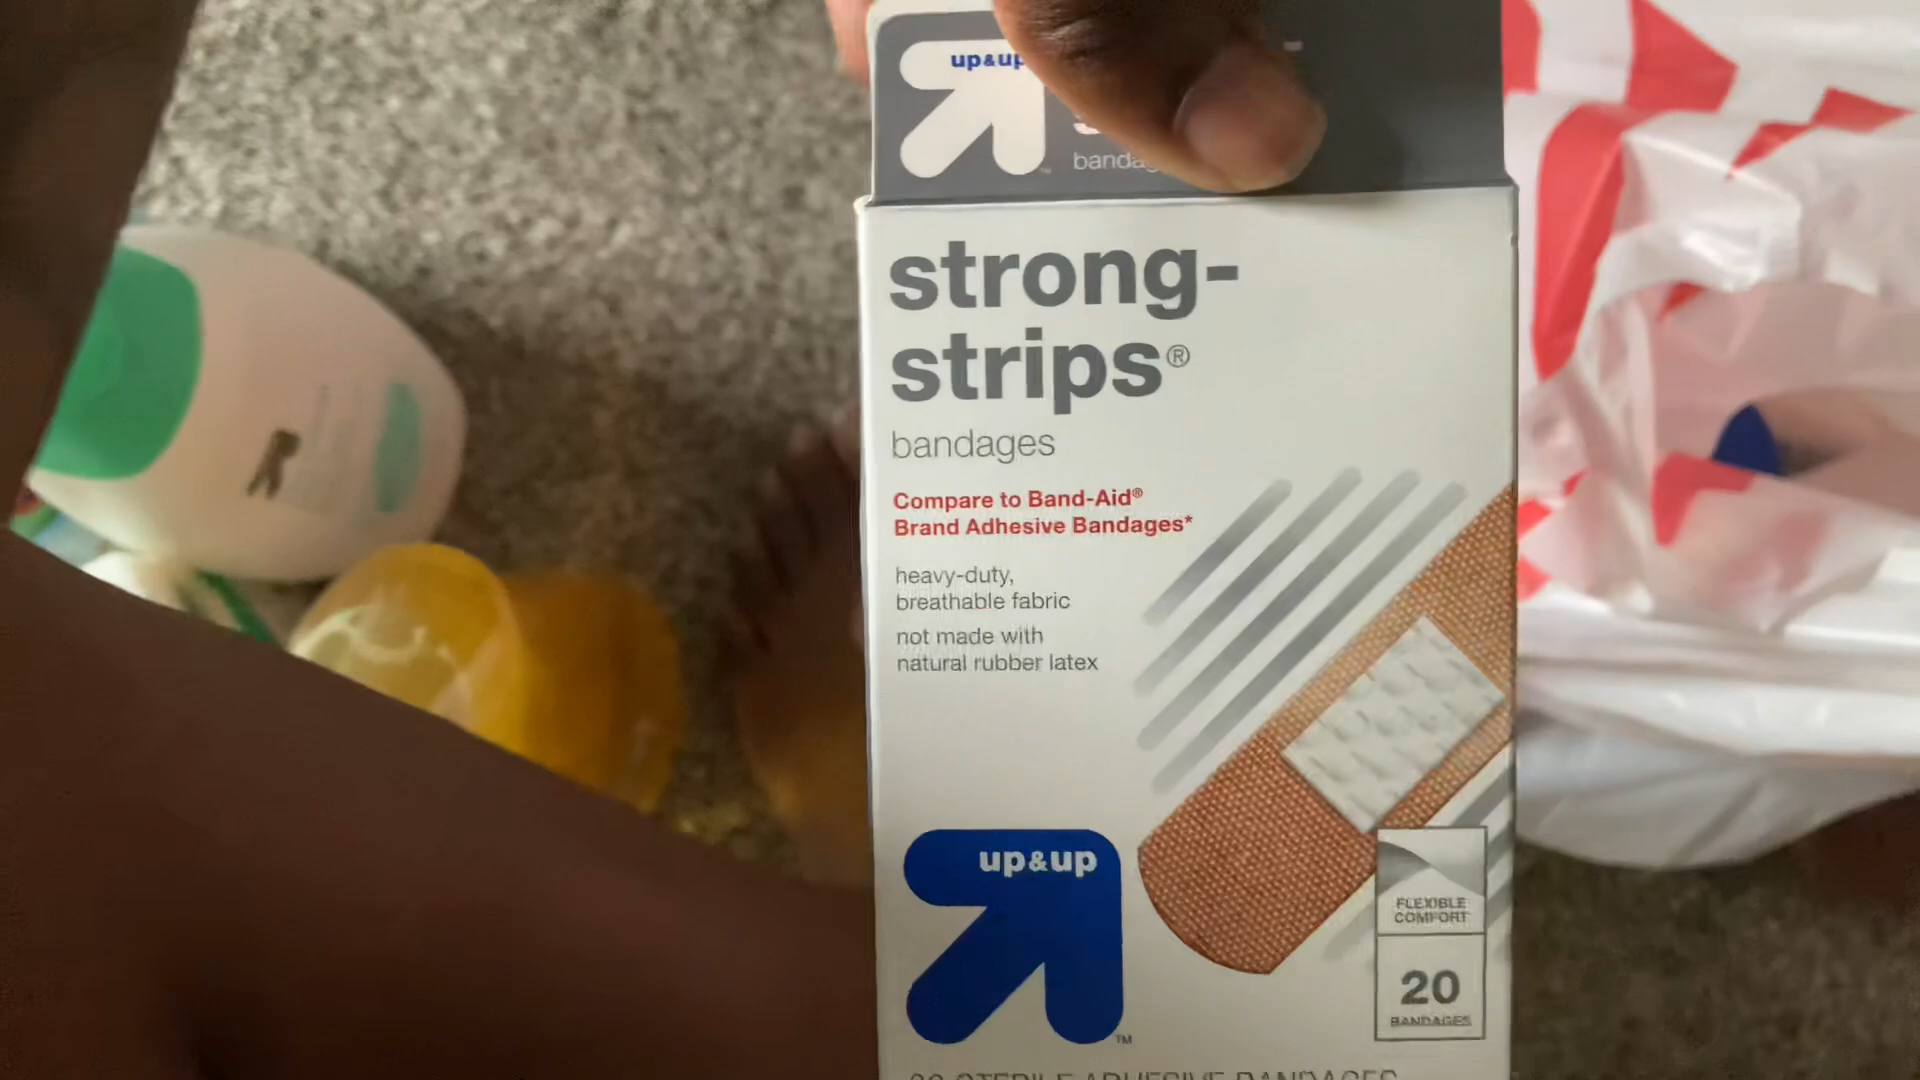 up&up
strong-
strips®
bandages
Compare to Band-Aid®
Brand Adhesive Bandages*
heavy-duty,
breathable fabric
not made with
natural rubber latex
up&up
TM
FLEXIBLE
COMFORT
20
BANDAGES